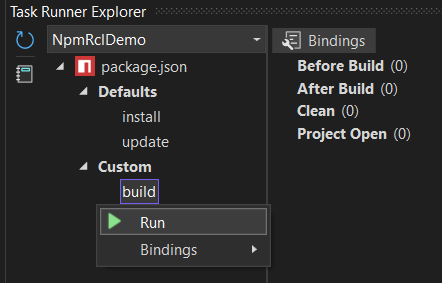 Task Runner Explorer
NpmRclDemo
package.json
Defaults
install
update
Custom
build
Run
Bindings
Bindings
Before Build (0)
After Build (0)
Clean (0)
Project Open (0)